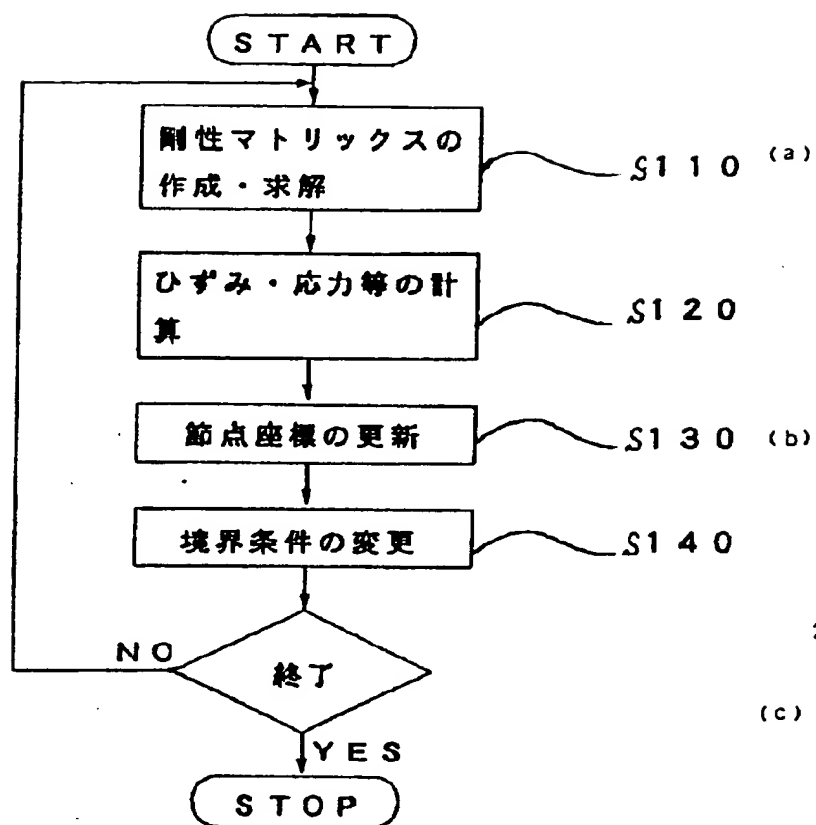 START
剛性マトリックスの
作成・求解
S110 (a)
ひずみ・応力等の計
算
S120
節点座標の更新
S130 (b)
境界条件の変更
S140
NO
終了
(c)
YES
STOP